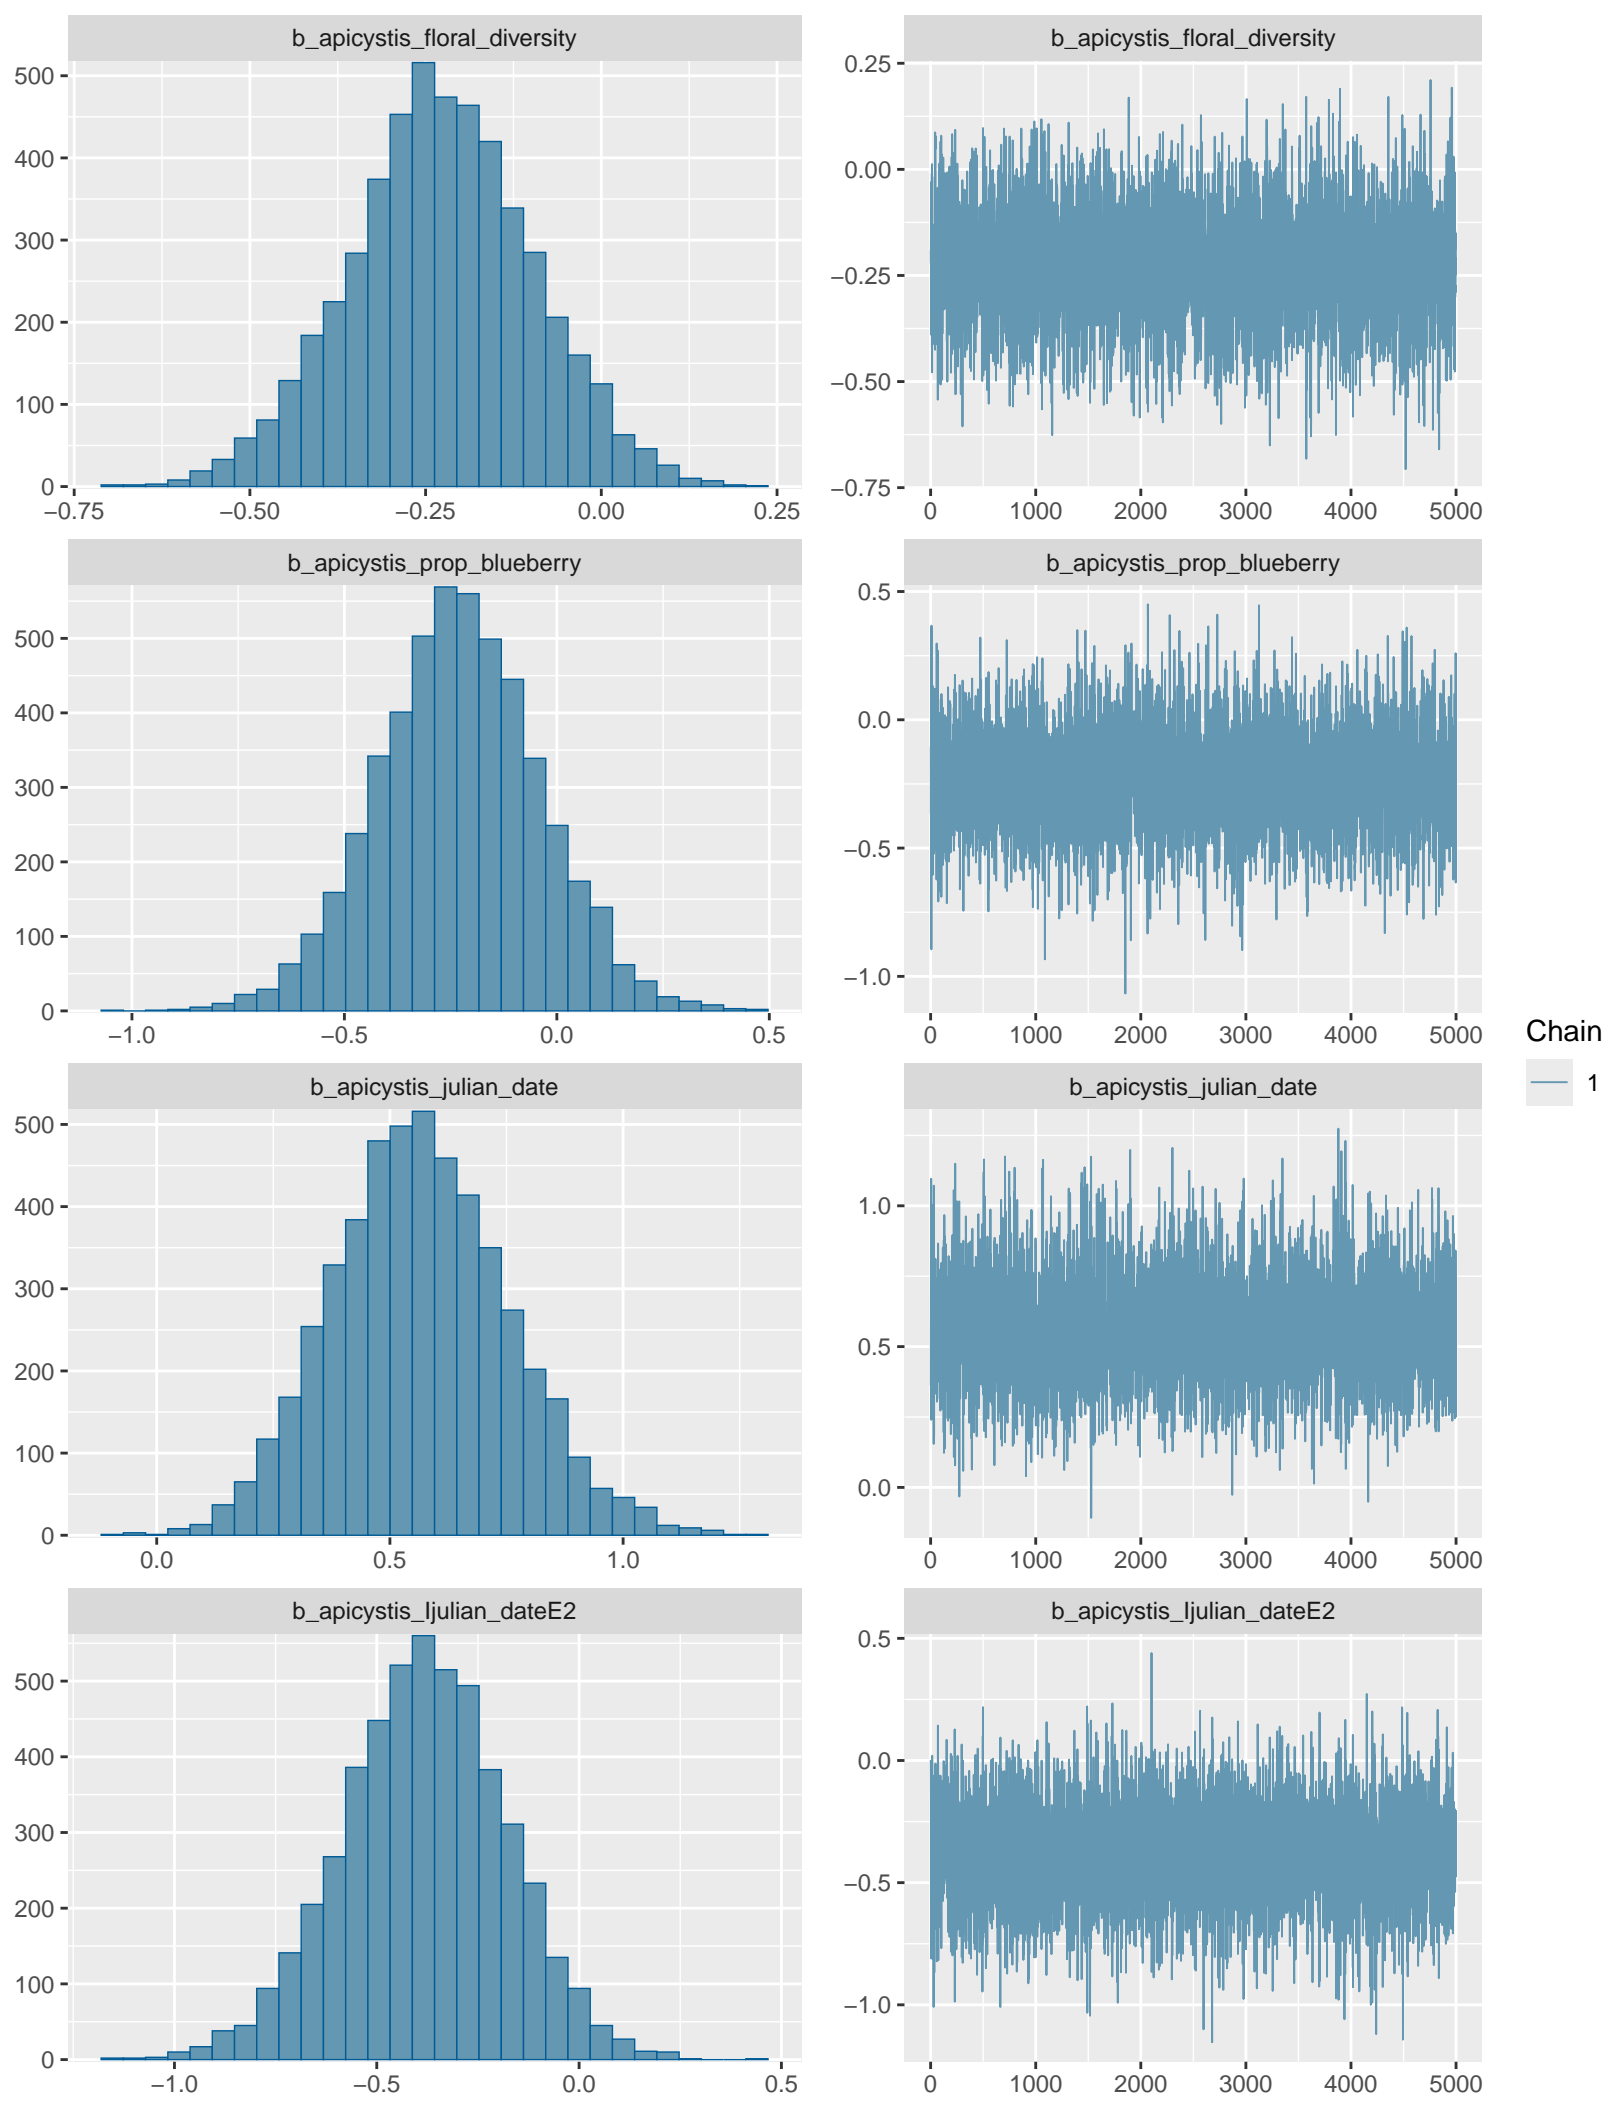 b_apicystis_floral_diversity
500
400
300
200
100
0
−0.75 −0.50 −0.25 0.00 0.25
b_apicystis_floral_diversity
0.25
0.00
−0.25
−0.50
−0.75
0 1000 2000 3000 4000 5000
b_apicystis_prop_blueberry
500
400
300
200
100
0
−1.0 −0.5 0.0 0.5
b_apicystis_prop_blueberry
0.5
0.0
−0.5
−1.0
0 1000 2000 3000 4000 5000
b_apicystis_julian_date
500
400
300
200
100
0
0.0 0.5 1.0
b_apicystis_julian_date
1.0
0.5
0.0
0 1000 2000 3000 4000 5000
b_apicystis_Ijulian_dateE2
500
400
300
200
100
0
−1.0 −0.5 0.0 0.5
b_apicystis_Ijulian_dateE2
0.5
0.0
−0.5
−1.0
0 1000 2000 3000 4000 5000
Chain
1